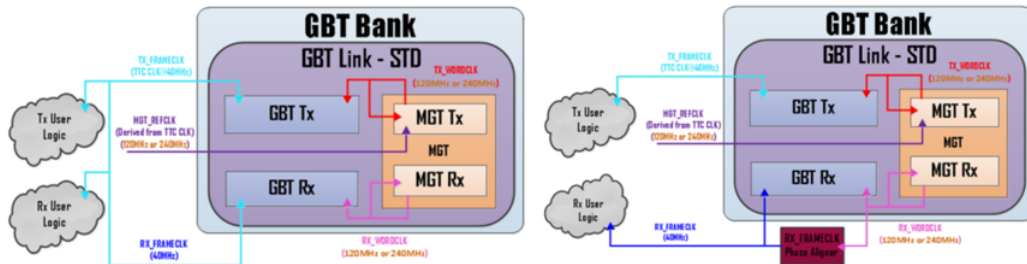 GBT Bank
GBT Link - STD
TX_FRAMECLK
(TTC CLK@40MHz)
TX_WORDCLK
(120MHz or 240MHz)
Tx User
Logic
GBT Tx
MGT Tx
MGT_REFCLK
(Derived from TTC CLK)
(120MHz or 240MHz)
MGT
Rx User
Logic
GBT Rx
MGT Rx
RX_FRAMECLK
(40MHz)
RX_WORDCLK
(120MHz or 240MHz)
GBT Bank
GBT Link - STD
TX_FRAMECLK
(TTC CLK@40MHz)
TX_WORDCLK
(120MHz or 240MHz)
Tx User
Logic
GBT Tx
MGT Tx
MGT_REFCLK
(Derived from TTC CLK)
(120MHz or 240MHz)
MGT
Rx User
Logic
GBT Rx
MGT Rx
RX_FRAMECLK
(40MHz)
RX_FRAMECLK
Phase Aligner
RX_WORDCLK
(120MHz or 240MHz)